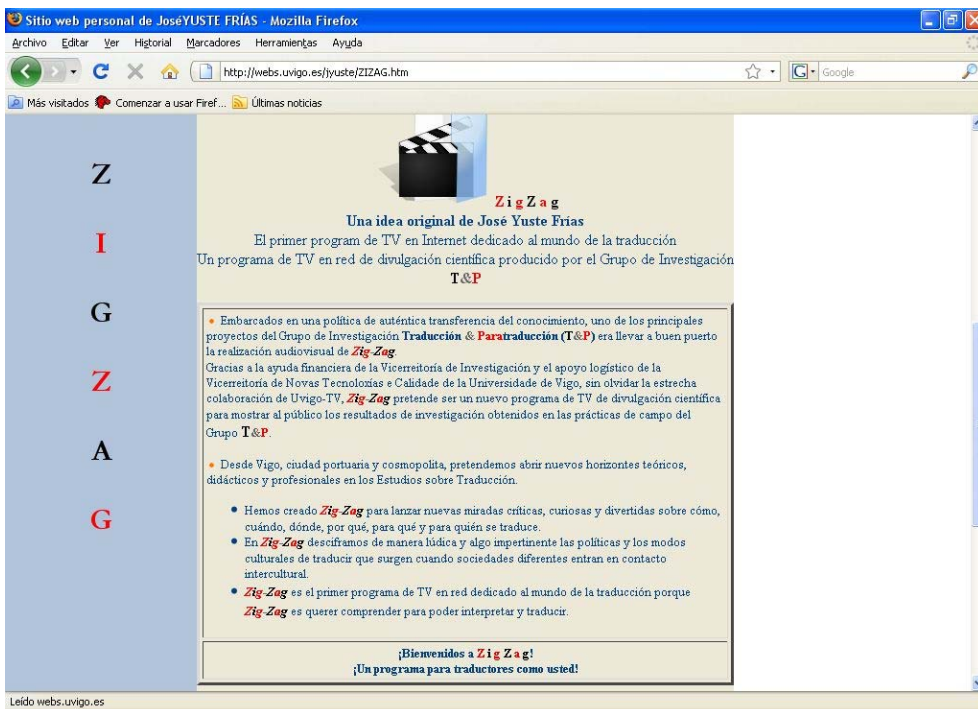 Sitio web personal de JoséYUSTE FRÍAS - Mozilla Firefox
Archivo Editar Ver Historial Marcadores Herramientas Ayuda
http://webs.uvigo.es/jyuste/ZIZAG.htm
Google
Más visitados Comenzar a usar Firef... Últimas noticias
Z
I
G
Z
A
G
Z i g Z a g
Una idea original de José Yuste Frías
El primer program de TV en Internet dedicado al mundo de la traducción
Un programa de TV en red de divulgación científica producido por el Grupo de Investigación
T&P
Embarcados en una política de auténtica transferencia del conocimiento, uno de los principales
proyectos del Grupo de Investigación Traducción & Paratraducción (T&P) era llevar a buen puerto
la realización audiovisual de Zig-Zag.
Gracias a la ayuda financiera de la Vicerreitoría de Investigación y el apoyo logístico de la
Vicerreitoría de Novas Tecnoloxías e Calidade de la Universidade de Vigo, sin olvidar la estrecha
colaboración de Uvigo-TV, Zig-Zag pretende ser un nuevo programa de TV de divulgación científica
para mostrar al público los resultados de investigación obtenidos en las prácticas de campo del
Grupo T&P.
Desde Vigo, ciudad portuaria y cosmopolita, pretendemos abrir nuevos horizontes teóricos,
didácticos y profesionales en los Estudios sobre Traducción.
Hemos creado Zig-Zag para lanzar nuevas miradas críticas, curiosas y divertidas sobre cómo,
cuándo, dónde, por qué, para qué y para quién se traduce.
En Zig-Zag desciframos de manera lúdica y algo impertinente las políticas y los modos
culturales de traducir que surgen cuando sociedades diferentes entran en contacto
intercultural.
Zig-Zag es el primer programa de TV en red dedicado al mundo de la traducción porque
Zig-Zag es querer comprender para poder interpretar y traducir.
¡Bienvenidos a Z i g Z a g!
¡Un programa para traductores como usted!
Leído webs.uvigo.es